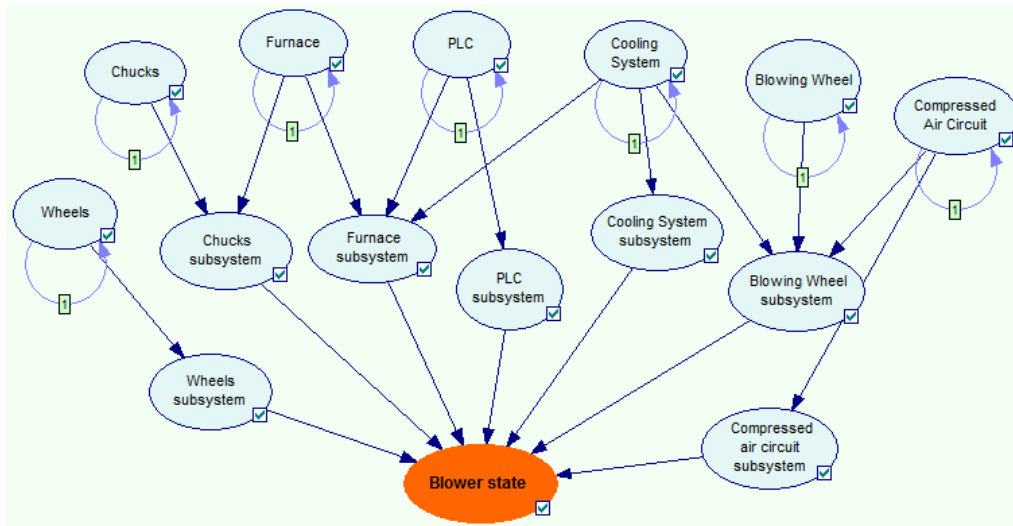 Furnace
PLC
Cooling
System
Chucks
Blowing Wheel
Compressed
Air Circuit
1
1
1
1
1
1
1
Wheels
Chucks
subsystem
Furnace
subsystem
Cooling System
subsystem
PLC
subsystem
Blowing Wheel
subsystem
Wheels
subsystem
Compressed
air circuit
subsystem
Blower state